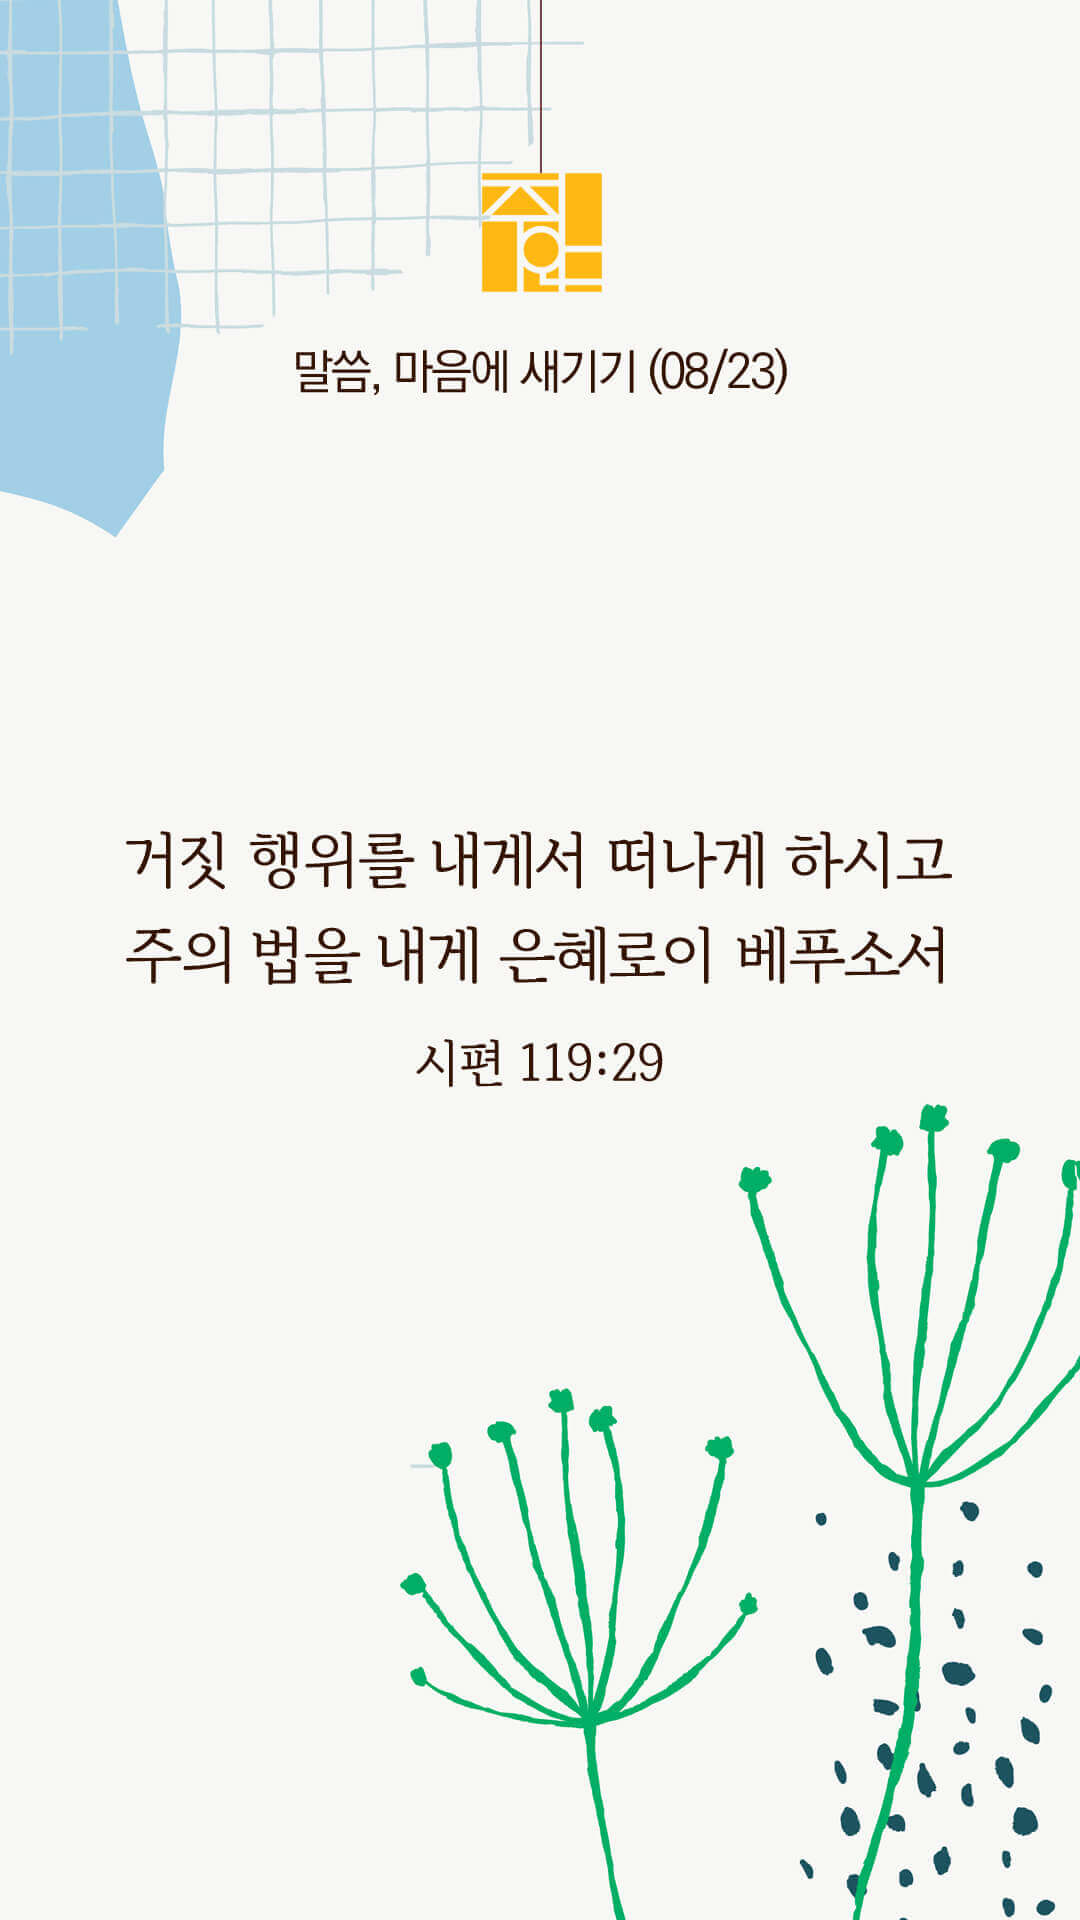 말씀, 마음에 새기기 (08/23)
거짓 행위를 내게서 떠나게 하시고
주의 법을 내게 은혜로이 베푸소서
시편 119:29